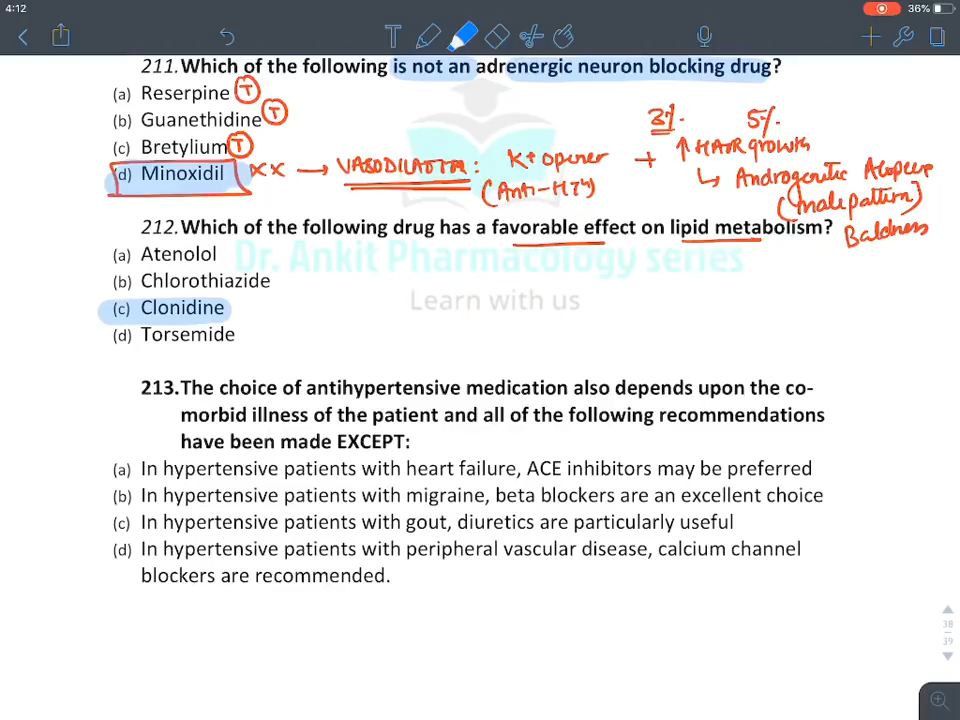 4:12
36%
T
211. Which of the following is not an adrenergic neuron blocking drug?
(a) Reserpine T
(b) Guanethidine T
(c) Bretylium T
(d) Minoxidil XX → VASODILATOR : K+ opener + 3% 5%
(Anti-HTN) ↑ HAIR growth
↳ Androgenetic Alopecia
(male pattern)
Baldness
212. Which of the following drug has a favorable effect on lipid metabolism?
(a) Atenolol
Dr. Ankit Pharmacology series
(b) Chlorothiazide
Learn with us
(c) Clonidine
(d) Torsemide
213. The choice of antihypertensive medication also depends upon the co-
morbid illness of the patient and all of the following recommendations
have been made EXCEPT:
(a) In hypertensive patients with heart failure, ACE inhibitors may be preferred
(b) In hypertensive patients with migraine, beta blockers are an excellent choice
(c) In hypertensive patients with gout, diuretics are particularly useful
(d) In hypertensive patients with peripheral vascular disease, calcium channel
blockers are recommended.
38
39